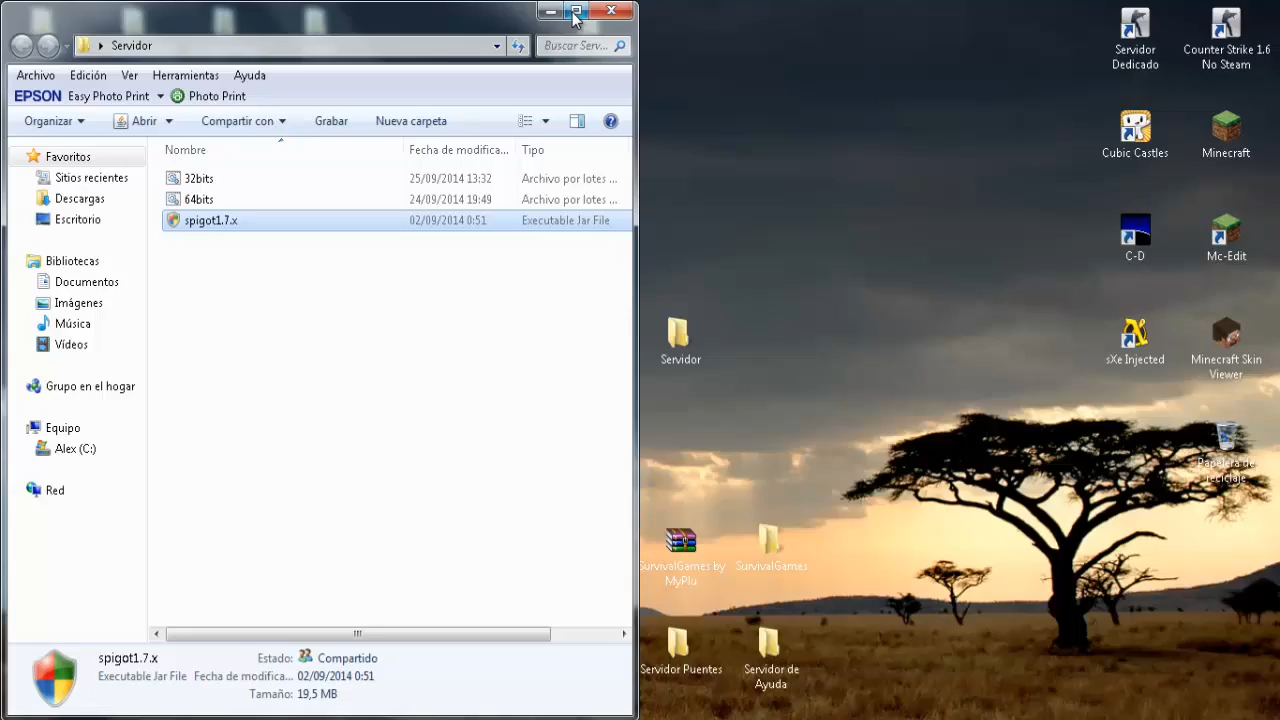 Servidor
Buscar Serv...
Archivo Edición Ver Herramientas Ayuda
EPSON Easy Photo Print Photo Print
Organizar Abrir Compartir con Grabar Nueva carpeta
Nombre Fecha de modifica... Tipo
Favoritos
Sitios recientes
Descargas
Escritorio
Bibliotecas
Documentos
Imágenes
Música
Vídeos
Grupo en el hogar
Equipo
Alex (C:)
Red
32bits 25/09/2014 13:32 Archivo por lotes ...
64bits 24/09/2014 19:49 Archivo por lotes ...
spigot1.7.x 02/09/2014 0:51 Executable Jar File
spigot1.7.x Estado: Compartido
Executable Jar File Fecha de modifica... 02/09/2014 0:51
Tamaño: 19,5 MB
Servidor
Dedicado
Counter Strike 1.6
No Steam
Cubic Castles
Minecraft
C-D
Mc-Edit
Servidor
sXe Injected
Minecraft Skin
Viewer
Papelera de
reciclaje
SurvivalGames by
MyPlu
SurvivalGames
Servidor Puentes
Servidor de
Ayuda